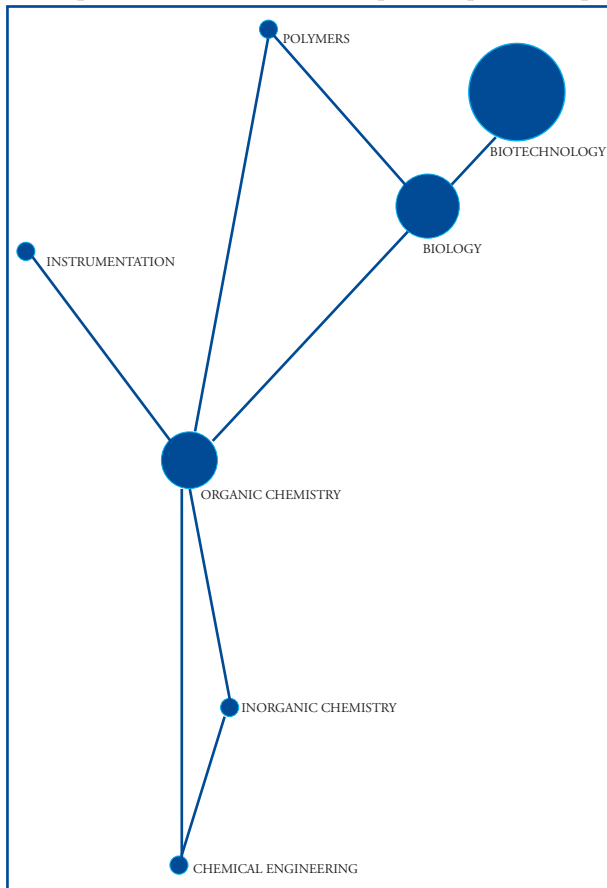 POLYMERS
BIOTECHNOLOGY
BIOLOGY
INSTRUMENTATION
ORGANIC CHEMISTRY
INORGANIC CHEMISTRY
CHEMICAL ENGINEERING